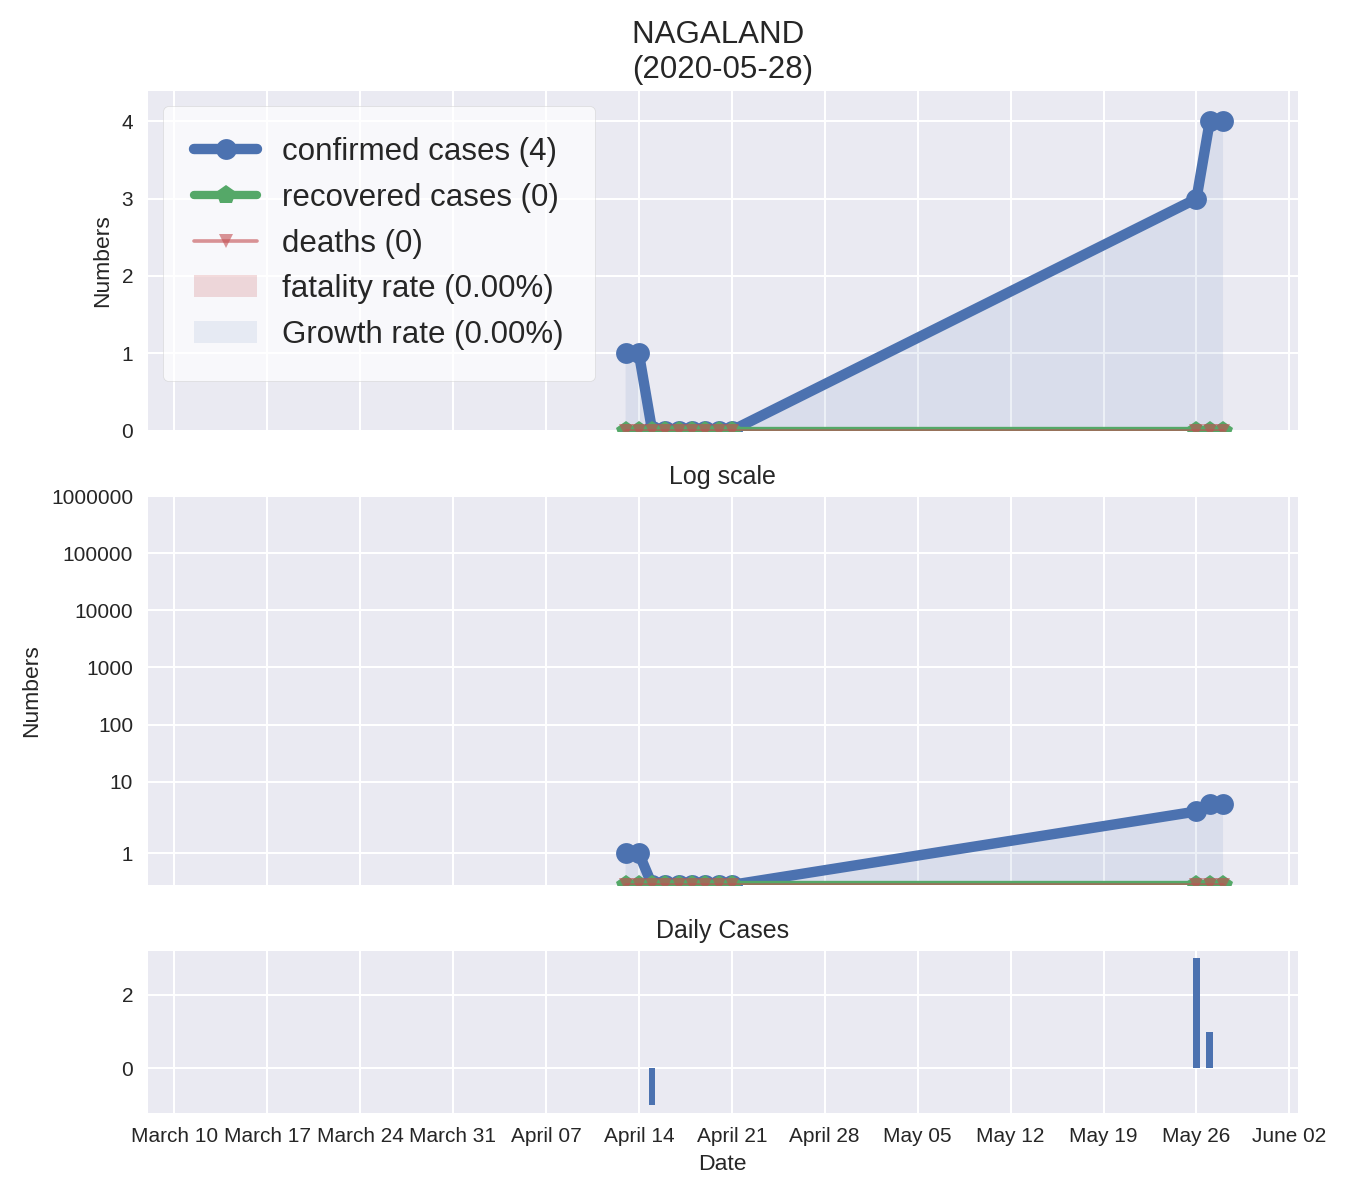 NAGALAND
(2020-05-28)
4
3
2
1
0
Numbers
confirmed cases (4)
recovered cases (0)
deaths (0)
fatality rate (0.00%)
Growth rate (0.00%)
Log scale
1000000
100000
10000
1000
100
10
1
Numbers
Daily Cases
2
0
March 10 March 17 March 24 March 31 April 07 April 14 April 21 April 28 May 05 May 12 May 19 May 26 June 02
Date